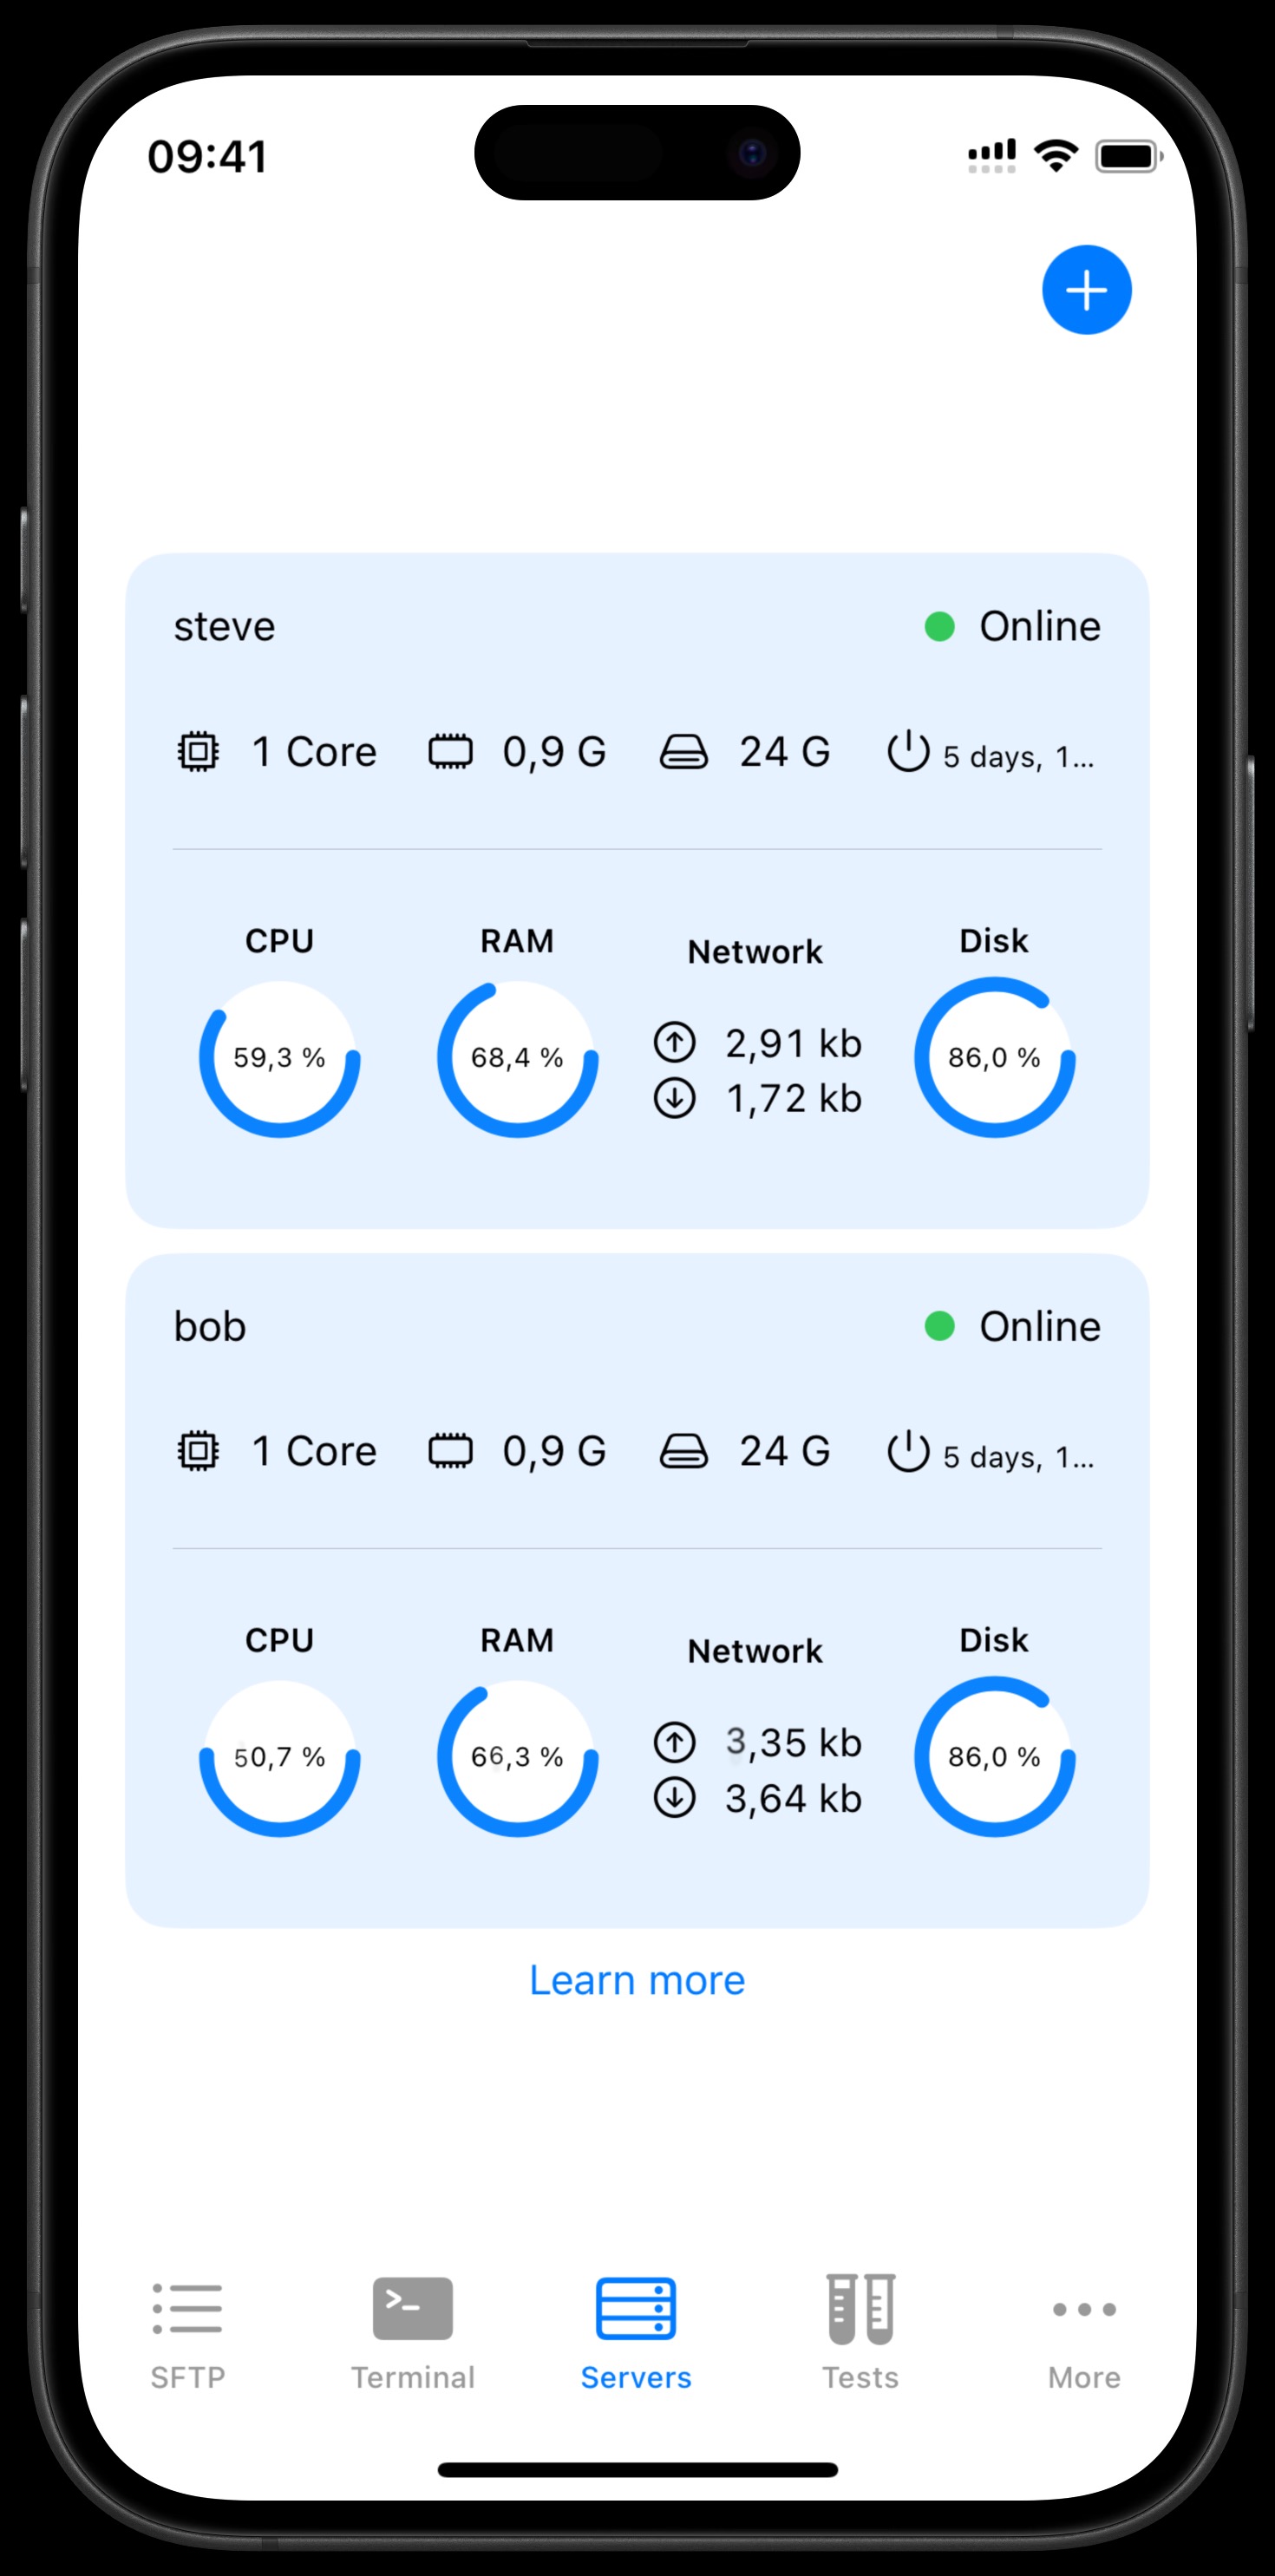 09:41
steve Online
1 Core 0,9 G 24 G 5 days, 1...
CPU RAM Network Disk
59,3 % 68,4 % 2,91 kb 86,0 %
1,72 kb
bob Online
1 Core 0,9 G 24 G 5 days, 1...
CPU RAM Network Disk
50,7 % 66,3 % 3,35 kb 86,0 %
3,64 kb
Learn more
SFTP Terminal Servers Tests More